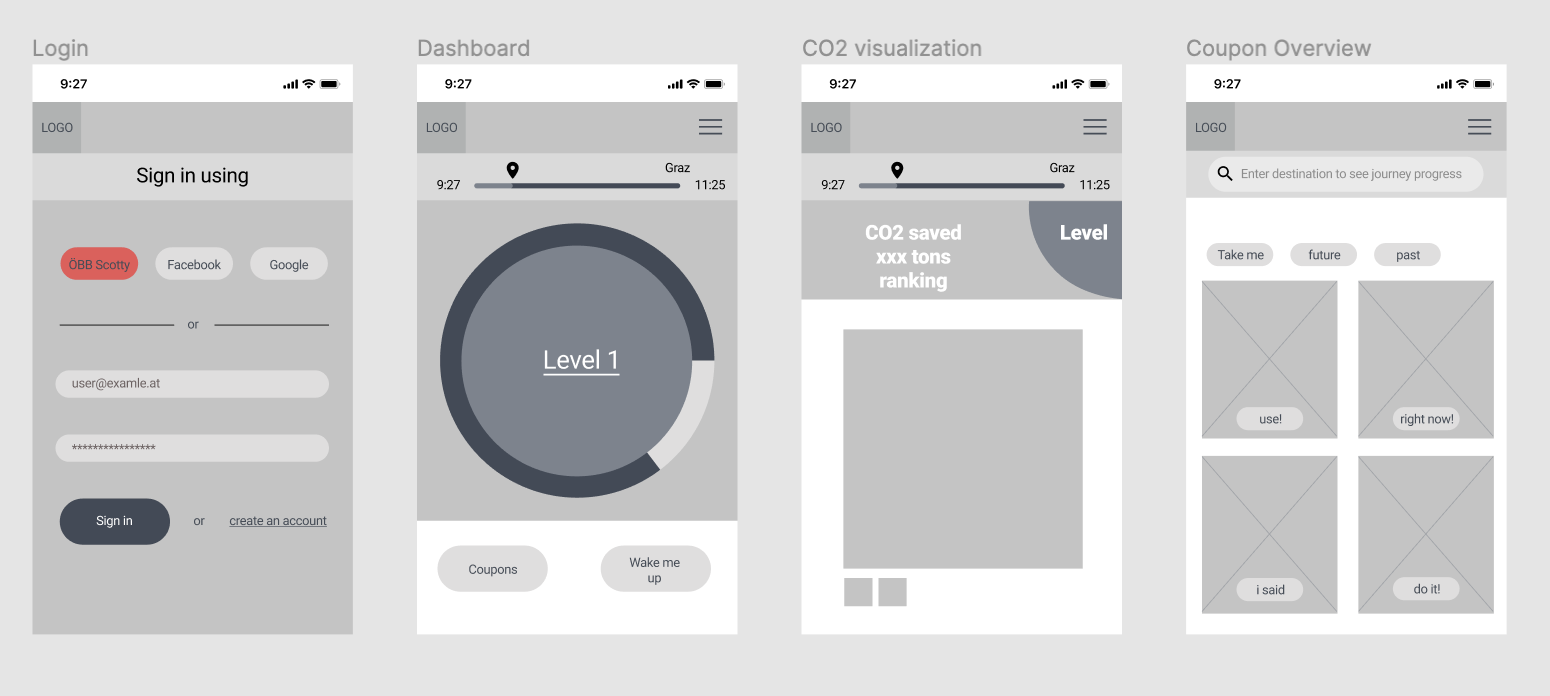 Login
9:27
LOGO
Sign in using
ÖBB Scotty
Facebook
Google
or
user@examle.at
****************
Sign in
or
create an account
Dashboard
9:27
LOGO
Graz
9:27
11:25
Level 1
Coupons
Wake me
up
CO2 visualization
9:27
LOGO
Graz
9:27
11:25
CO2 saved
xxx tons
ranking
Level
Coupon Overview
9:27
LOGO
Enter destination to see journey progress
Take me
future
past
use!
right now!
i said
do it!